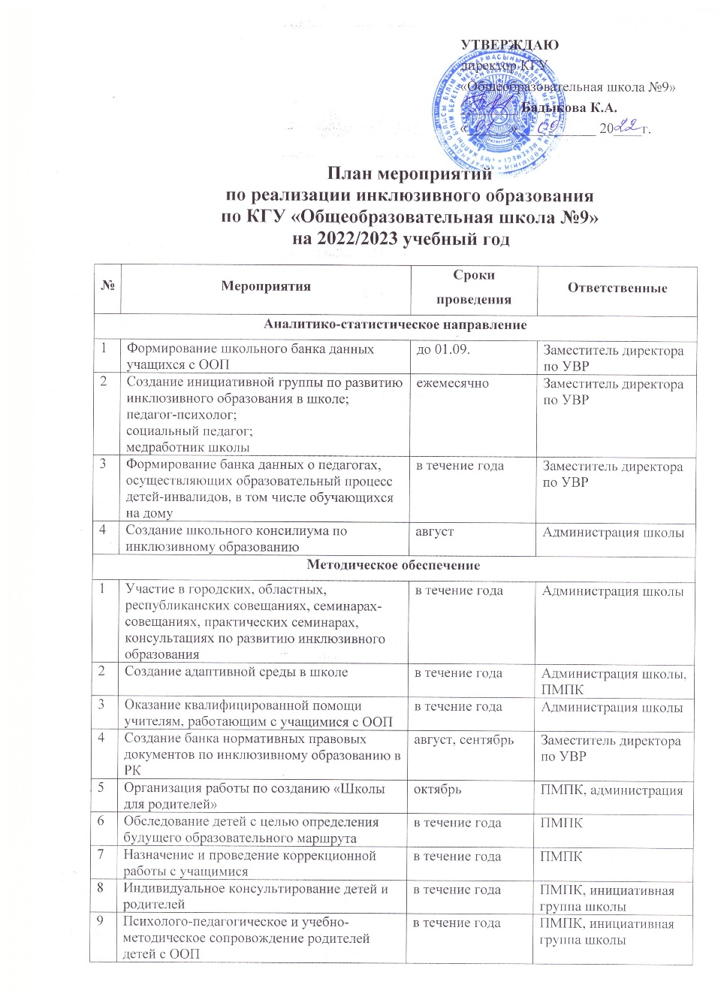 УТВЕРЖДАЮ
директор КГУ
«Общеобразовательная школа №9»
Бадыкова К.А.
« 01 » 09 2022 г.
План мероприятий
по реализации инклюзивного образования
по КГУ «Общеобразовательная школа №9»
на 2022/2023 учебный год
№ Мероприятия Сроки проведения Ответственные
Аналитико-статистическое направление
1 Формирование школьного банка данных
учащихся с ООП
до 01.09.
Заместитель директора
по УВР
2 Создание инициативной группы по развитию
инклюзивного образования в школе;
педагог-психолог;
социальный педагог;
медработник школы
ежемесячно
Заместитель директора
по УВР
3 Формирование банка данных о педагогах,
осуществляющих образовательный процесс
детей-инвалидов, в том числе обучающихся
на дому
в течение года
Заместитель директора
по УВР
4 Создание школьного консилиума по
инклюзивному образованию
август
Администрация школы
Методическое обеспечение
1 Участие в городских, областных,
республиканских совещаниях, семинарах-
совещаниях, практических семинарах,
консультациях по развитию инклюзивного
образования
в течение года
Администрация школы
2 Создание адаптивной среды в школе
в течение года
Администрация школы,
ПМПК
3 Оказание квалифицированной помощи
учителям, работающим с учащимися с ООП
в течение года
Администрация школы
4 Создание банка нормативных правовых
документов по инклюзивному образованию в
РК
август, сентябрь
Заместитель директора
по УВР
5 Организация работы по созданию «Школы
для родителей»
октябрь
ПМПК, администрация
6 Обследование детей с целью определения
будущего образовательного маршрута
в течение года
ПМПК
7 Назначение и проведение коррекционной
работы с учащимися
в течение года
ПМПК
8 Индивидуальное консультирование детей и
родителей
в течение года
ПМПК, инициативная
группа школы
9 Психолого-педагогическое и учебно-
методическое сопровождение родителей
детей с ООП
в течение года
ПМПК, инициативная
группа школы